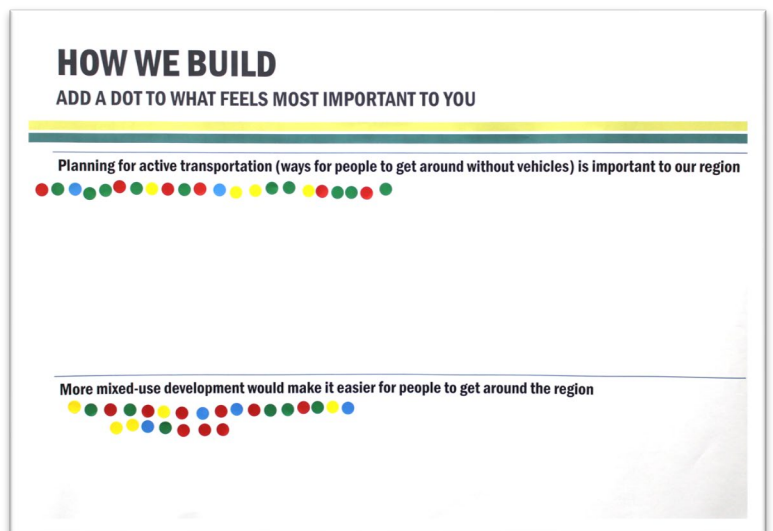 HOW WE BUILD
ADD A DOT TO WHAT FEELS MOST IMPORTANT TO YOU
Planning for active transportation (ways for people to get around without vehicles) is important to our region
More mixed-use development would make it easier for people to get around the region